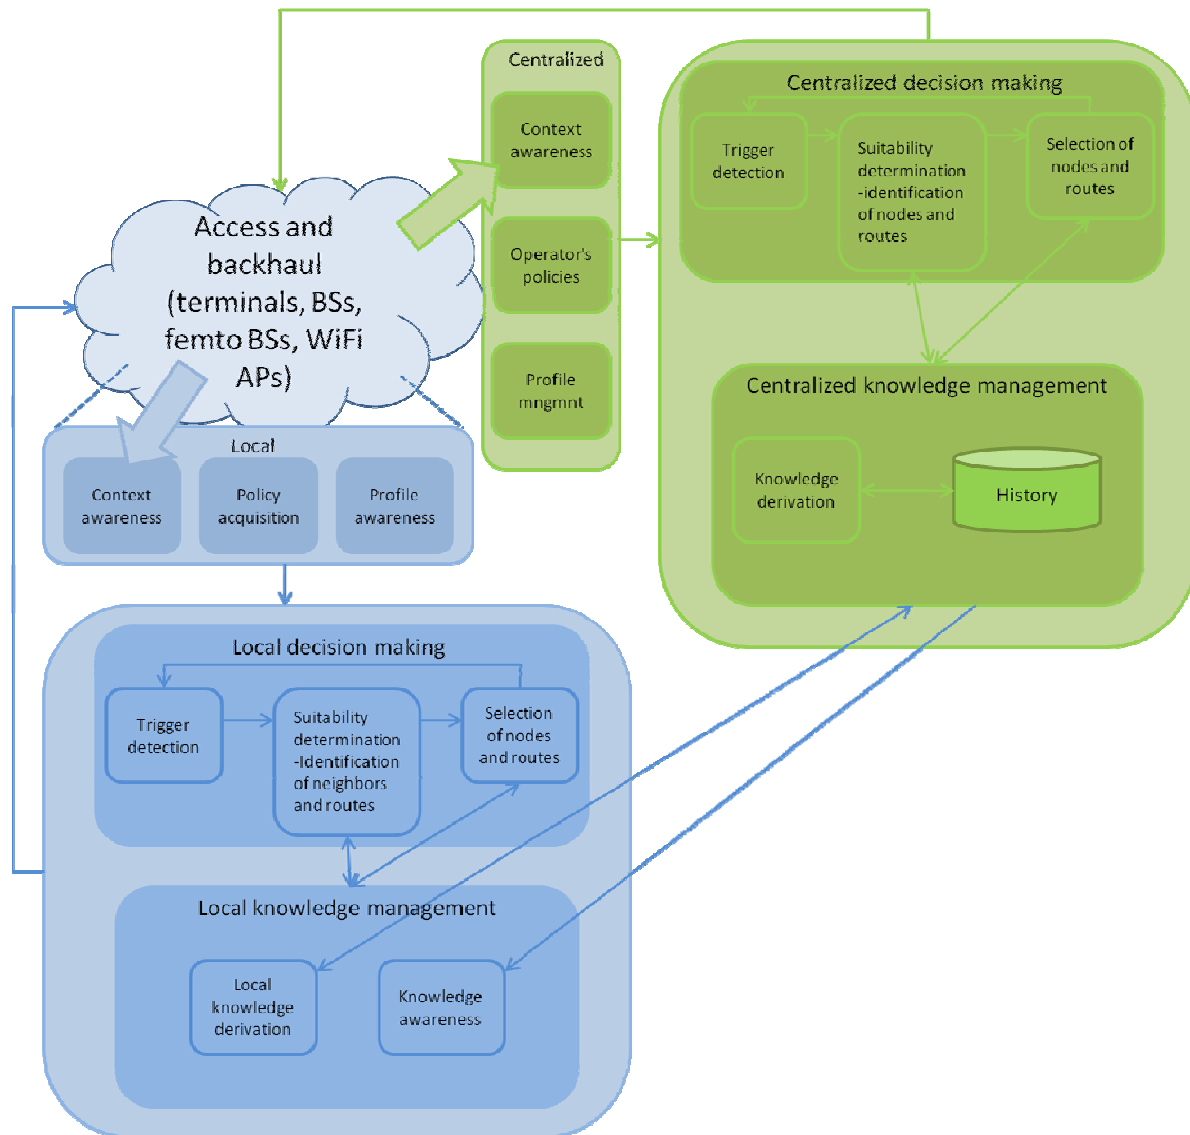 Centralized
Context
awareness
Operator's
policies
Profile
mngmnt
Centralized decision making
Trigger
detection
Suitability
determination
-identification
of nodes and
routes
Selection of
nodes and
routes
Centralized knowledge management
Knowledge
derivation
History
Access and
backhaul
(terminals, BSs,
femto BSs, WiFi
APs)
Local
Context
awareness
Policy
acquisition
Profile
awareness
Local decision making
Trigger
detection
Suitability
determination
-Identification
of neighbors
and routes
Selection
of nodes
and routes
Local knowledge management
Local
knowledge
derivation
Knowledge
awareness